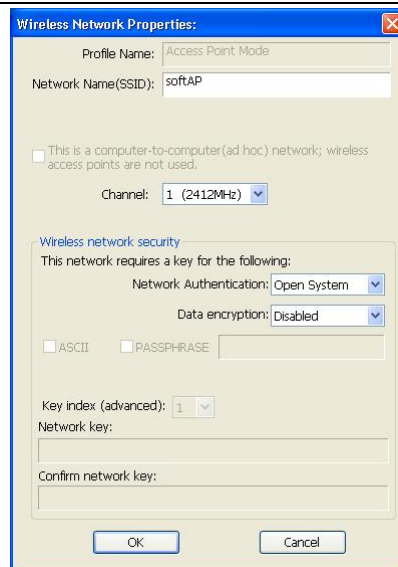 Wireless Network Properties:
Profile Name: Access Point Mode
Network Name(SSID): softAP
This is a computer-to-computer(ad hoc) network; wireless
access points are not used.
Channel: 1 (2412MHz)
Wireless network security
This network requires a key for the following:
Network Authentication: Open System
Data encryption: Disabled
ASCII PASSPHRASE
Key index (advanced): 1
Network key:
Confirm network key:
OK Cancel